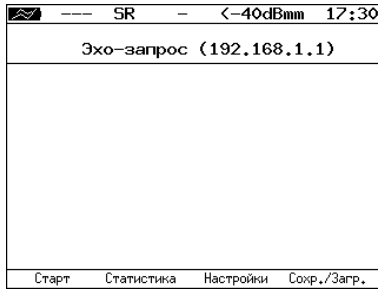 --- SR - <-40dBmm 17:30
Эхо-запрос (192.168.1.1)
Старт Статистика Настройки Сохр./Загр.